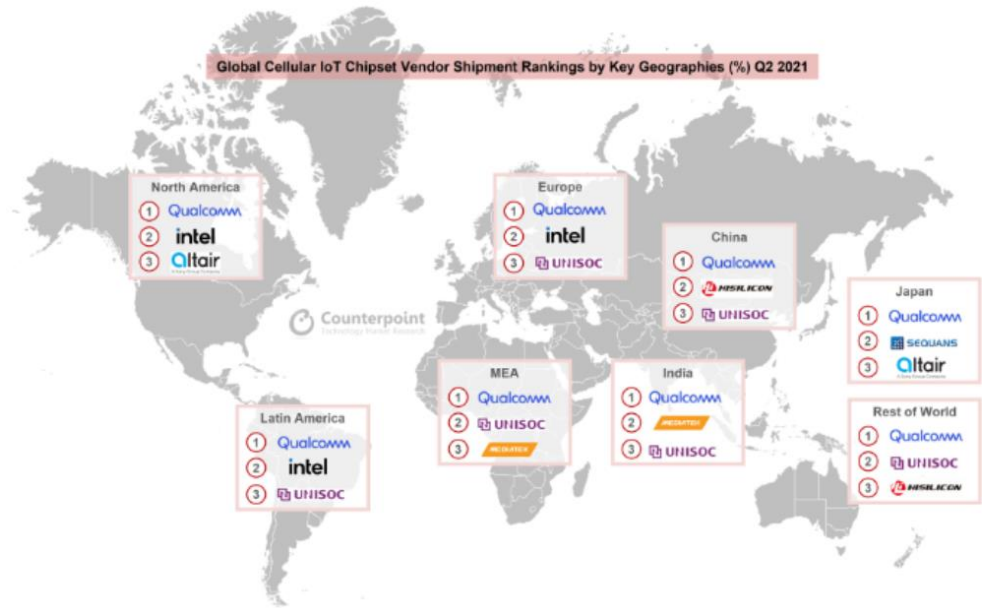 Global Cellular IoT Chipset Vendor Shipment Rankings by Key Geographies (%) Q2 2021
North America
1 Qualcomm
2 intel
3 altair
Europe
1 Qualcomm
2 intel
3 UNISOC
China
1 Qualcomm
2 HISILICON
3 UNISOC
Japan
1 Qualcomm
2 SEQUANS
3 altair
Counterpoint
Technology Market Research
MEA
1 Qualcomm
2 UNISOC
3 MEDIATEK
India
1 Qualcomm
2 MEDIATEK
3 UNISOC
Latin America
1 Qualcomm
2 intel
3 UNISOC
Rest of World
1 Qualcomm
2 UNISOC
3 HISILICON